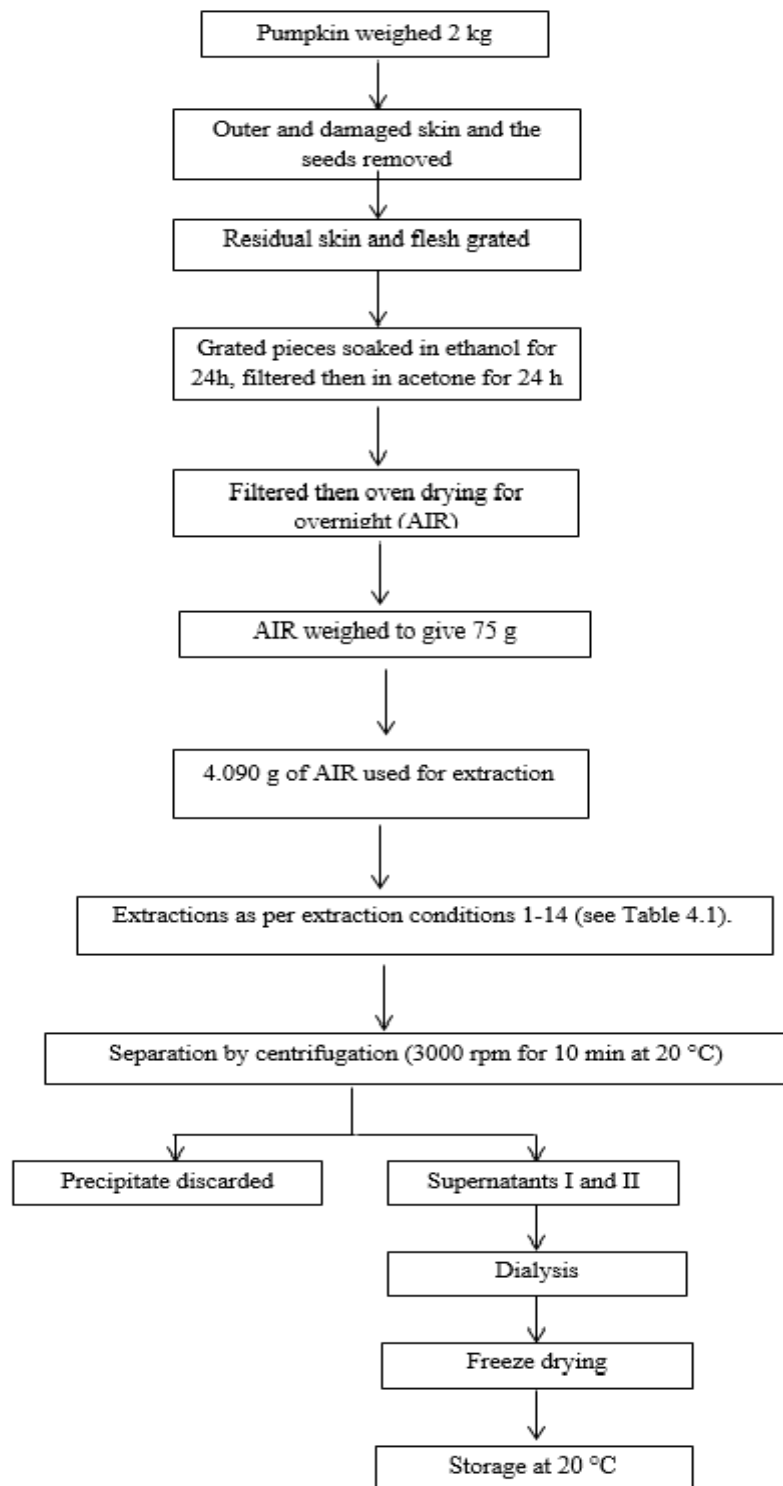 Pumpkin weighed 2 kg
Outer and damaged skin and the
seeds removed
Residual skin and flesh grated
Grated pieces soaked in ethanol for
24h, filtered then in acetone for 24 h
Filtered then oven drying for
overnight (AIR)
AIR weighed to give 75 g
4.090 g of AIR used for extraction
Extractions as per extraction conditions 1-14 (see Table 4.1).
Separation by centrifugation (3000 rpm for 10 min at 20 °C)
Precipitate discarded
Supernatants I and II
Dialysis
Freeze drying
Storage at 20 °C